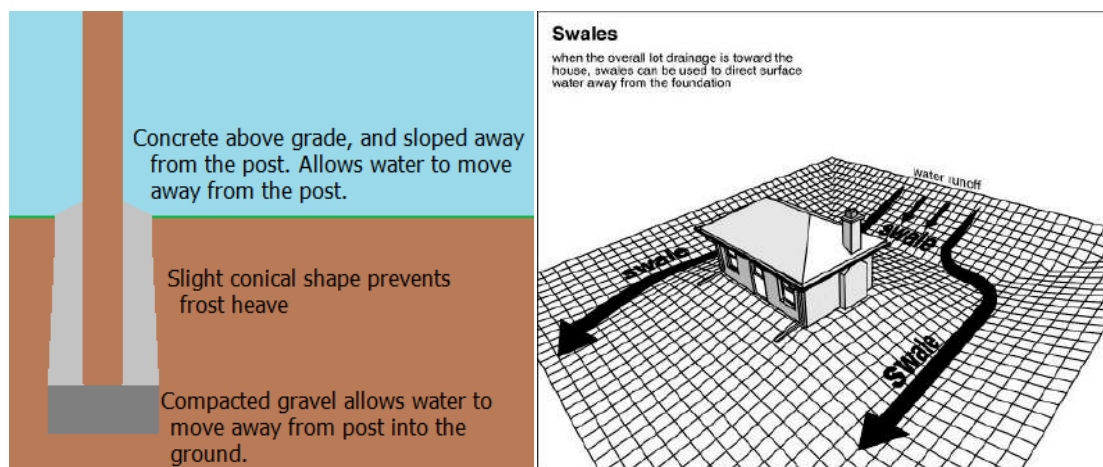 Concrete above grade, and sloped away
from the post. Allows water to move
away from the post.
Slight conical shape prevents
frost heave
Compacted gravel allows water to
move away from post into the
ground.
Swales
when the overall lot drainage is toward the
house, swales can be used to direct surface
water away from the foundation
water runoff
swale
swale
Swale